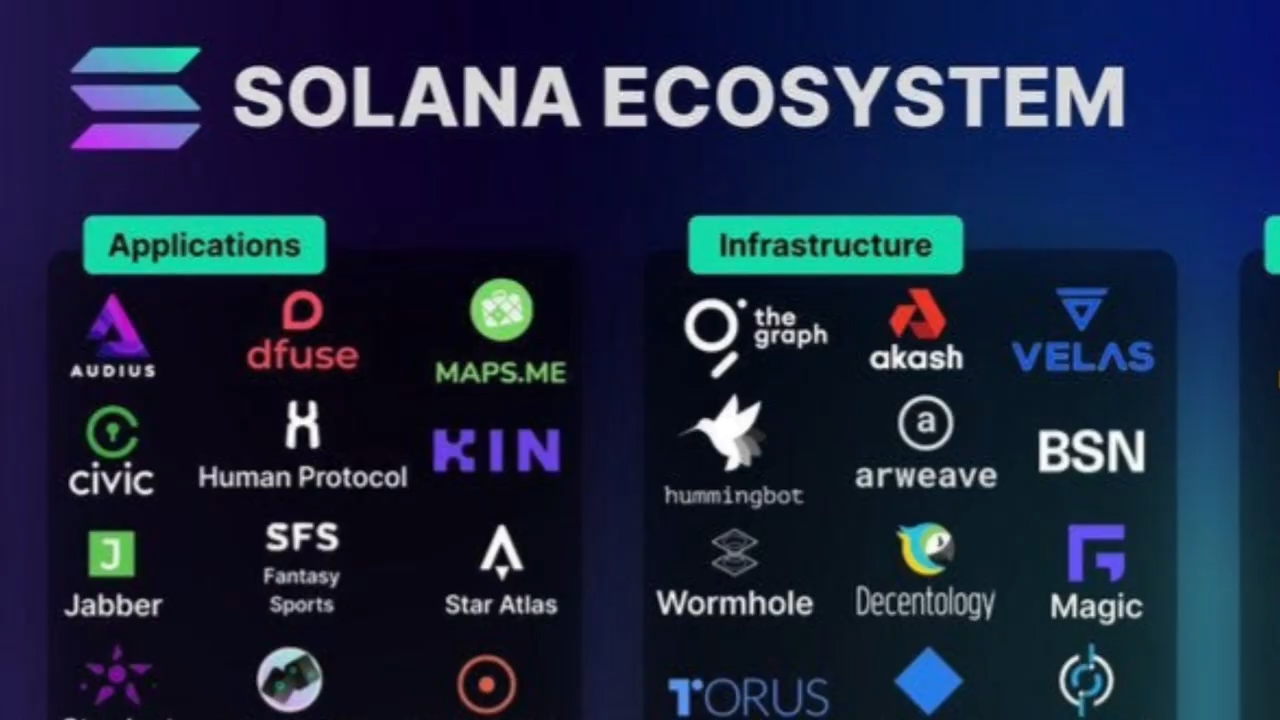 SOLANA ECOSYSTEM
Applications
AUDIUS
dfuse
MAPS.ME
civic
Human Protocol
KIN
Jabber
SFS
Fantasy
Sports
Star Atlas
Infrastructure
the
graph
akash
VELAS
hummingbot
a
arweave
BSN
Wormhole
Decentology
Magic
TORUS